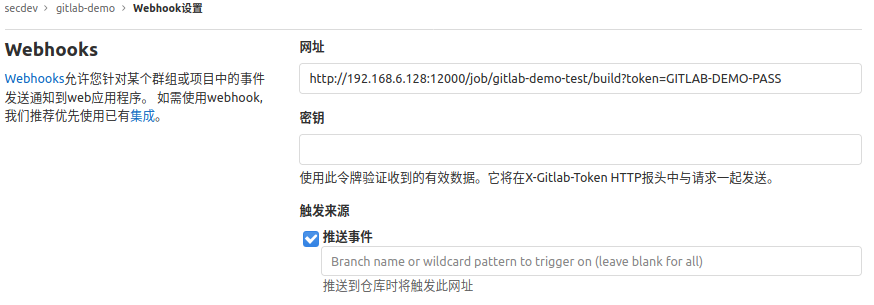 secdev > gitlab-demo > Webhook设置
Webhooks
Webhooks允许您针对某个群组或项目中的事件
发送通知到web应用程序。 如需使用webhook,
我们推荐优先使用已有集成。
网址
http://192.168.6.128:12000/job/gitlab-demo-test/build?token=GITLAB-DEMO-PASS
密钥
使用此令牌验证收到的有效数据。它将在X-Gitlab-Token HTTP报头中与请求一起发送。
触发来源
推送事件
Branch name or wildcard pattern to trigger on (leave blank for all)
推送到仓库时将触发此网址